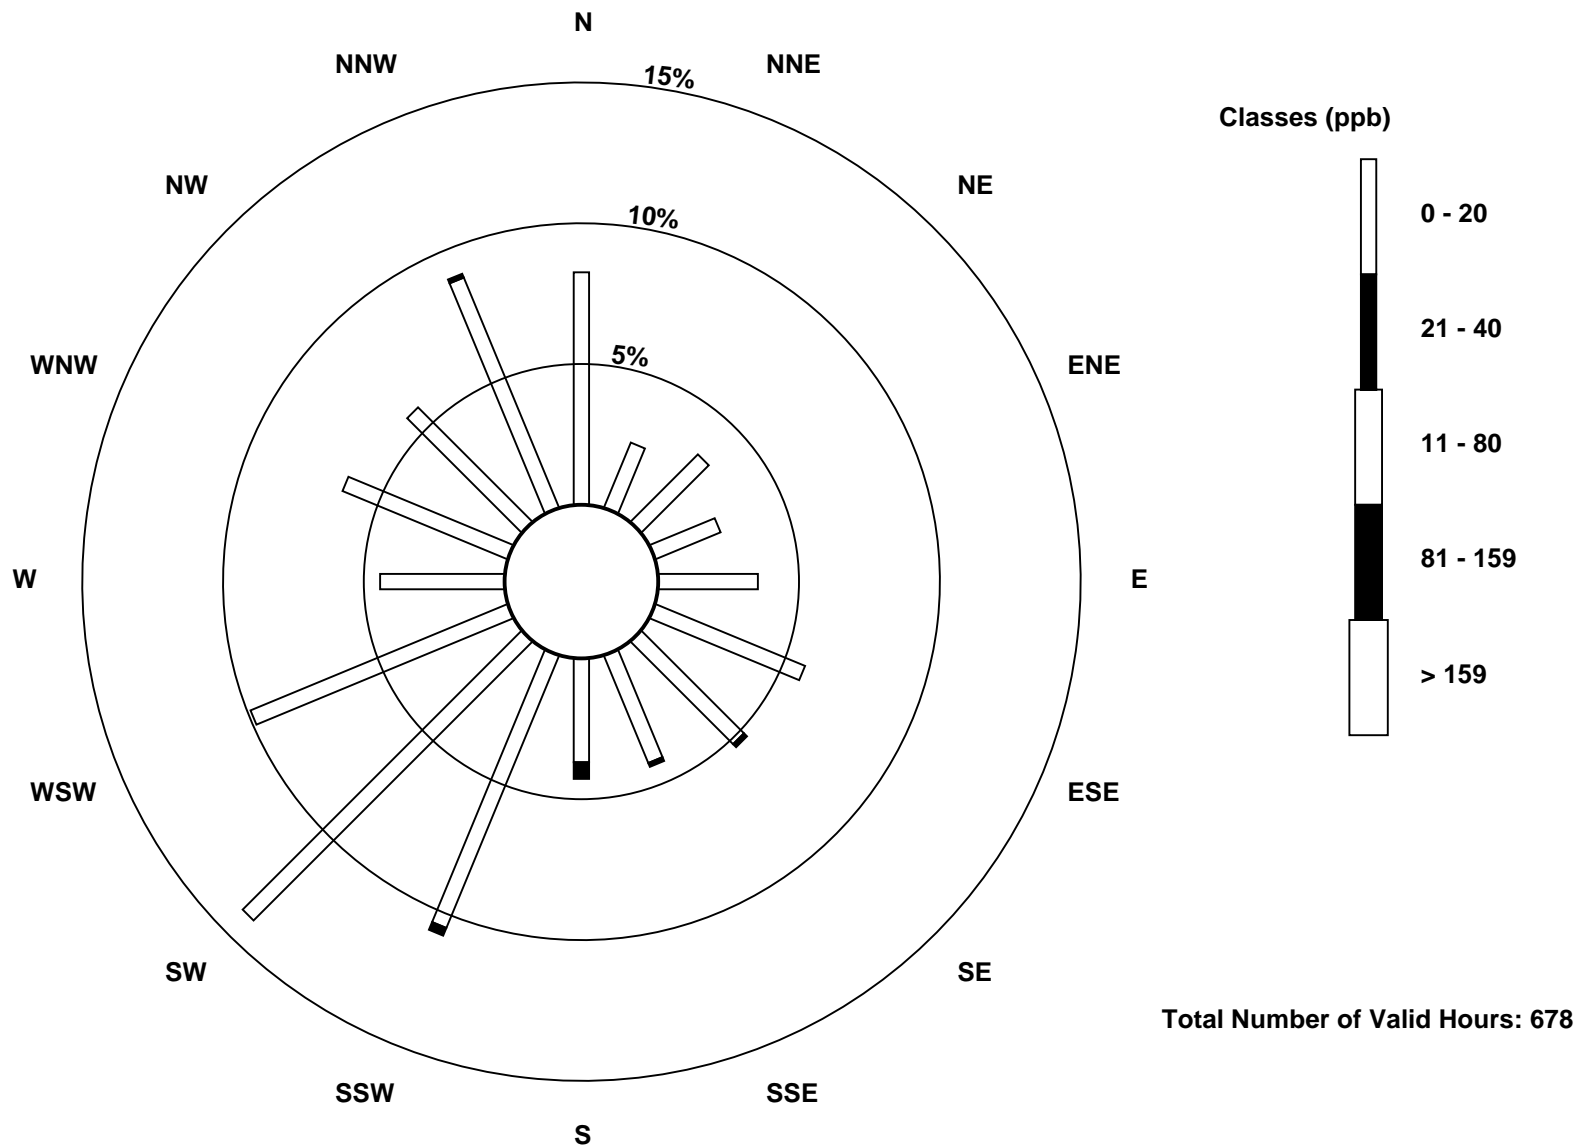 N
NNW
NNE
15%
Classes (ppb)
NW
NE
0 - 20
10%
21 - 40
5%
WNW
ENE
11 - 80
81 - 159
W
E
> 159
WSW
ESE
SW
SE
Total Number of Valid Hours: 678
SSW
SSE
S